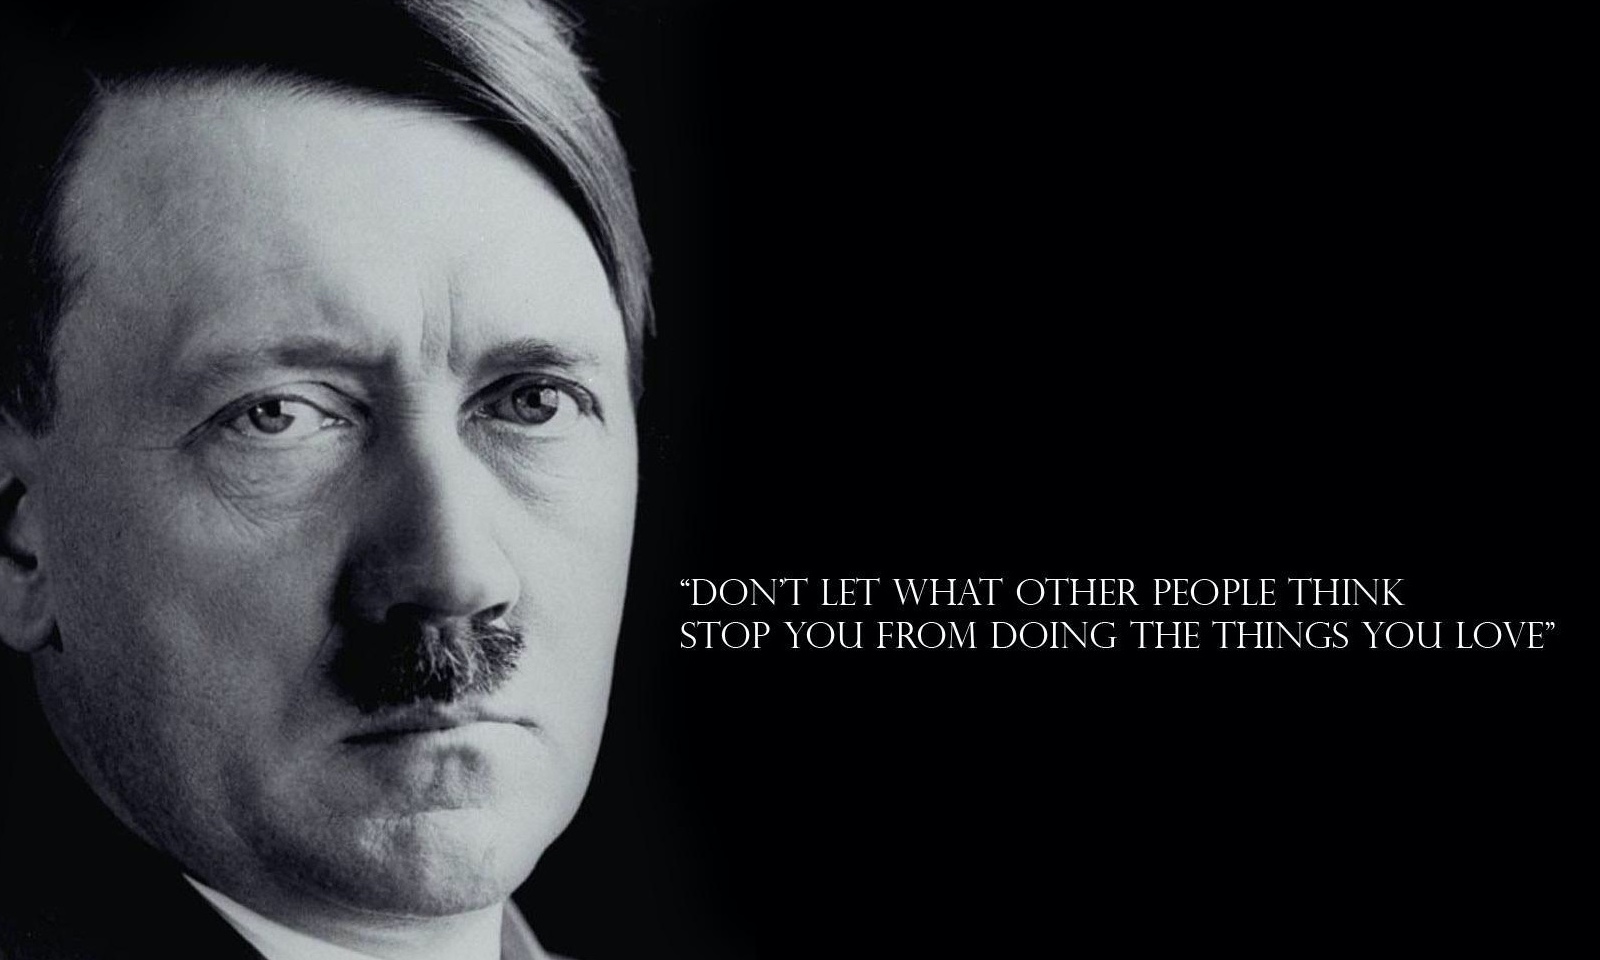 “DON’T LET WHAT OTHER PEOPLE THINK
STOP YOU FROM DOING THE THINGS YOU LOVE”